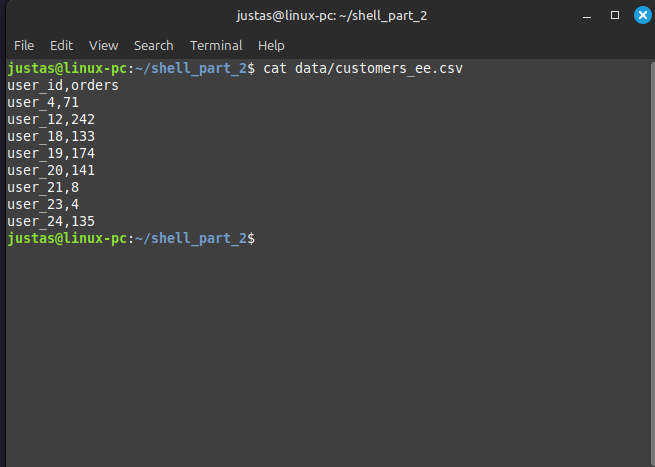 justas@linux-pc: ~/shell_part_2
File Edit View Search Terminal Help
justas@linux-pc:~/shell_part_2$ cat data/customers_ee.csv
user_id,orders
user_4,71
user_12,242
user_18,133
user_19,174
user_20,141
user_21,8
user_23,4
user_24,135
justas@linux-pc:~/shell_part_2$